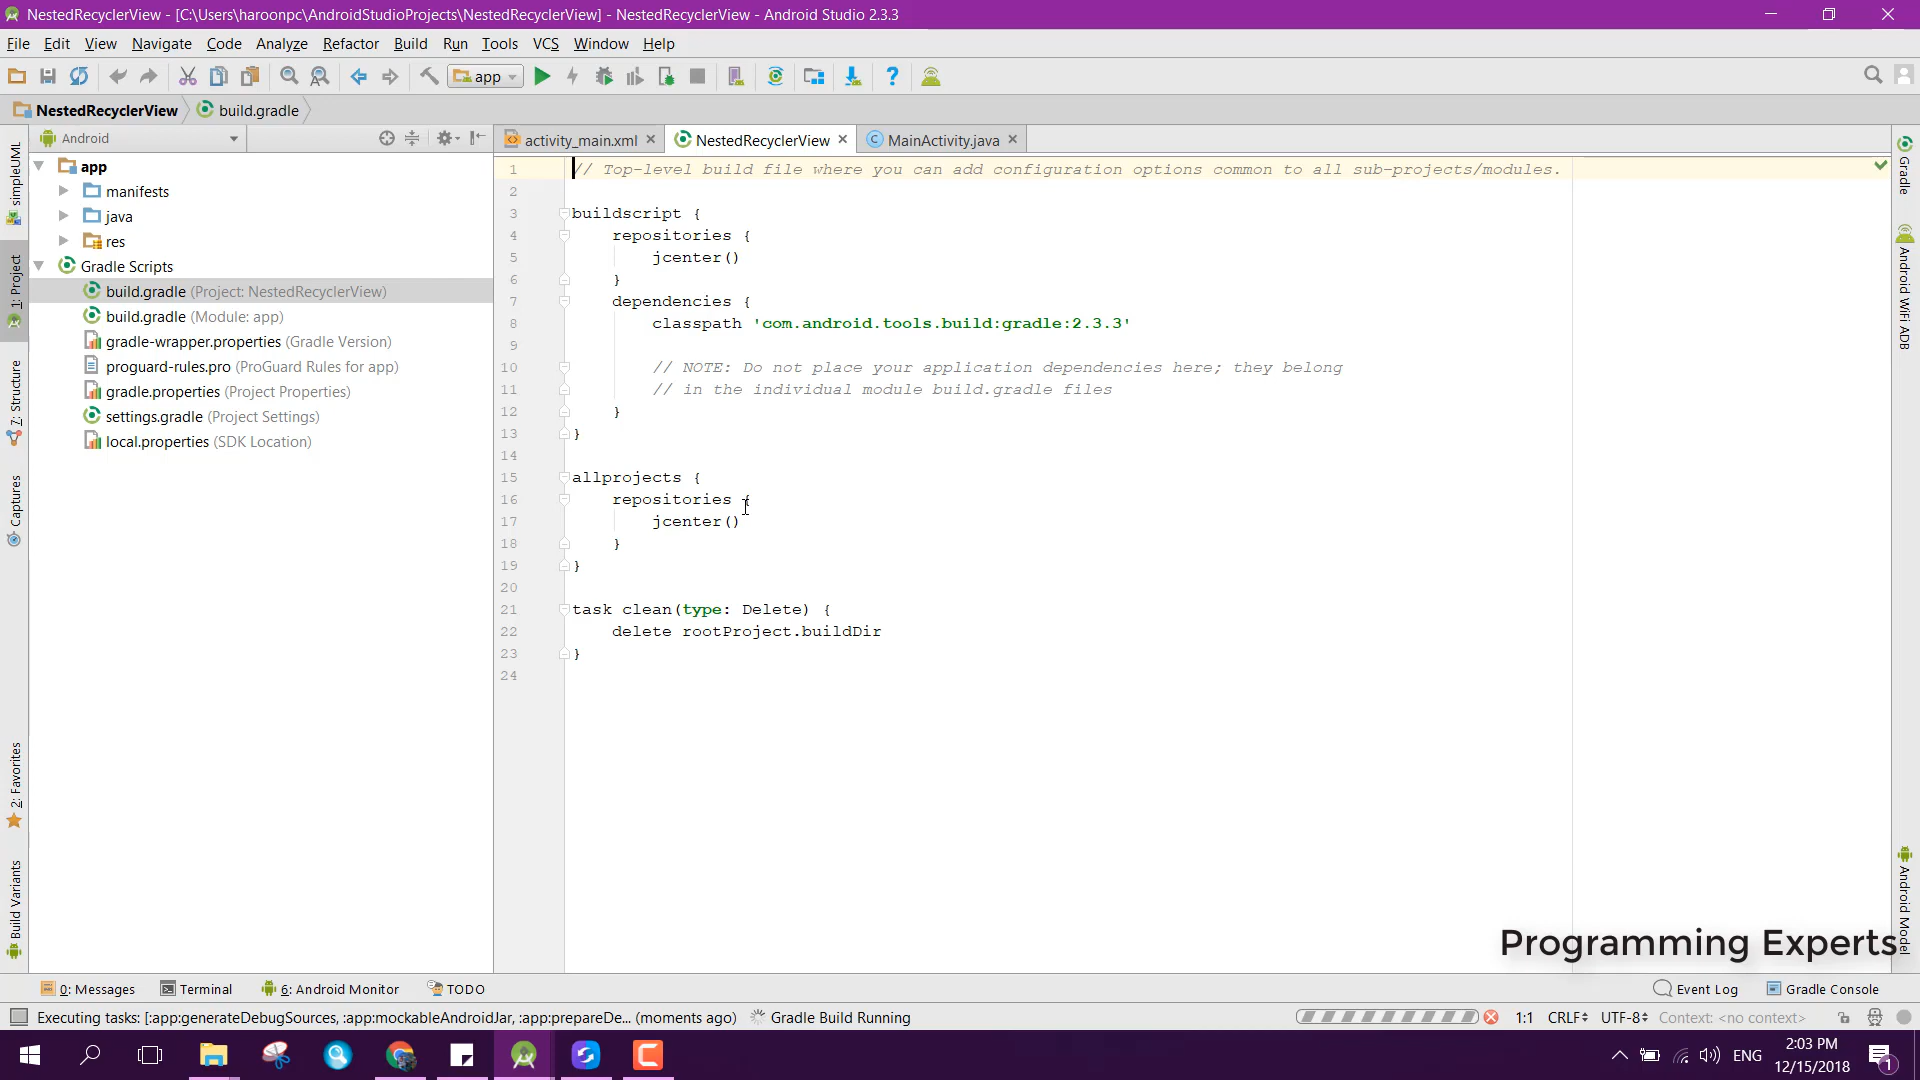 NestedRecyclerView - [C:\Users\haroonpc\AndroidStudioProjects\NestedRecyclerView] - NestedRecyclerView - Android Studio 2.3.3
File Edit View Navigate Code Analyze Refactor Build Run Tools VCS Window Help
app
NestedRecyclerView build.gradle
Android
activity_main.xml NestedRecyclerView MainActivity.java
simpleUML
1: Project
7: Structure
Captures
2: Favorites
Build Variants
app
manifests
java
res
Gradle Scripts
build.gradle (Project: NestedRecyclerView)
build.gradle (Module: app)
gradle-wrapper.properties (Gradle Version)
proguard-rules.pro (ProGuard Rules for app)
gradle.properties (Project Properties)
settings.gradle (Project Settings)
local.properties (SDK Location)
1 // Top-level build file where you can add configuration options common to all sub-projects/modules.
2
3 buildscript {
4 repositories {
5 jcenter()
6 }
7 dependencies {
8 classpath 'com.android.tools.build:gradle:2.3.3'
9
10 // NOTE: Do not place your application dependencies here; they belong
11 // in the individual module build.gradle files
12 }
13 }
14
15 allprojects {
16 repositories {
17 jcenter()
18 }
19 }
20
21 task clean(type: Delete) {
22 delete rootProject.buildDir
23 }
24
Gradle
Android WiFi ADB
Android Model
Programming Experts
0: Messages Terminal 6: Android Monitor TODO Event Log Gradle Console
Executing tasks: [:app:generateDebugSources, :app:mockableAndroidJar, :app:prepareDe... (moments ago) Gradle Build Running 1:1 CRLF UTF-8 Context: <no context>
ENG
2:03 PM
12/15/2018
1